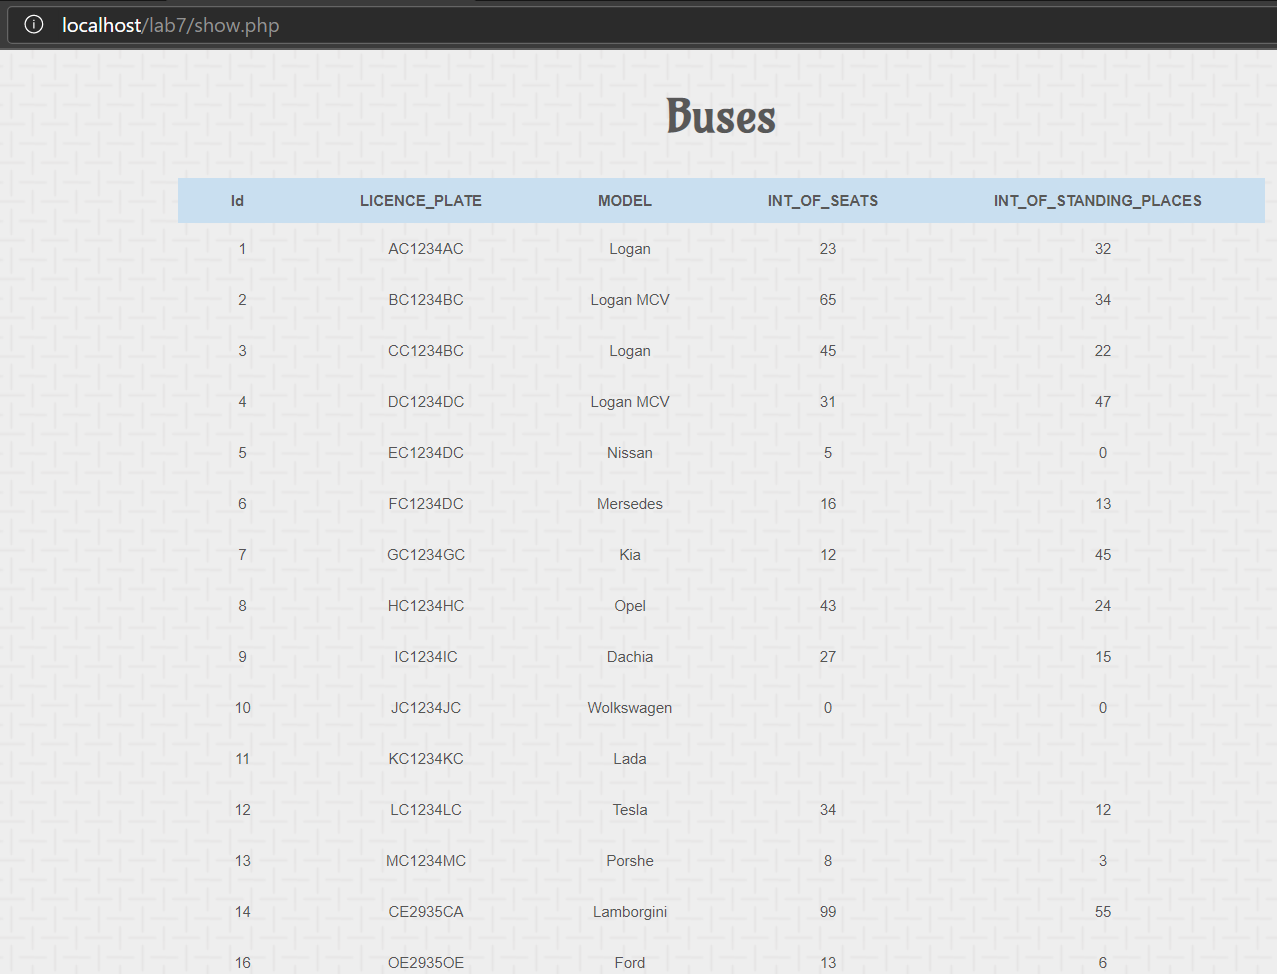 localhost/lab7/show.php
Buses
Id LICENCE_PLATE MODEL INT_OF_SEATS INT_OF_STANDING_PLACES
1 AC1234AC Logan 23 32
2 BC1234BC Logan MCV 65 34
3 CC1234BC Logan 45 22
4 DC1234DC Logan MCV 31 47
5 EC1234DC Nissan 5 0
6 FC1234DC Mersedes 16 13
7 GC1234GC Kia 12 45
8 HC1234HC Opel 43 24
9 IC1234IC Dachia 27 15
10 JC1234JC Wolkswagen 0 0
11 KC1234KC Lada
12 LC1234LC Tesla 34 12
13 MC1234MC Porshe 8 3
14 CE2935CA Lamborgini 99 55
16 OE2935OE Ford 13 6